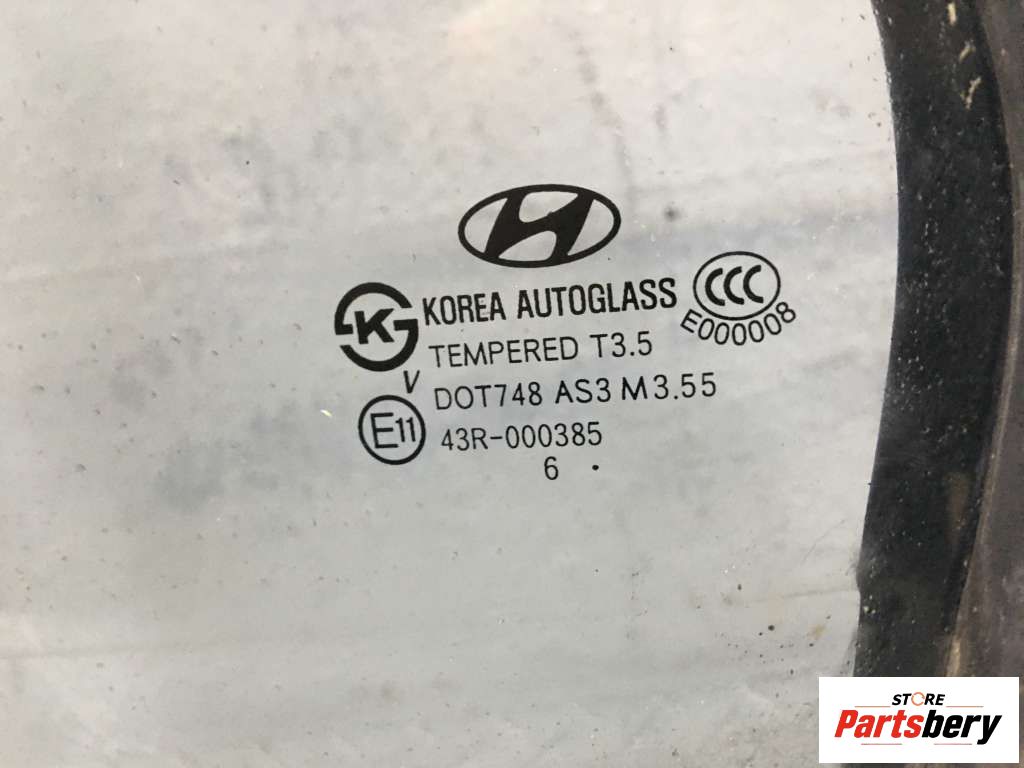 KOREA AUTOGLASS
CCC
E000008
K
TEMPERED T3.5
V
DOT748 AS3 M3.55
E11
43R-000385
6 .
STORE
Partsbery